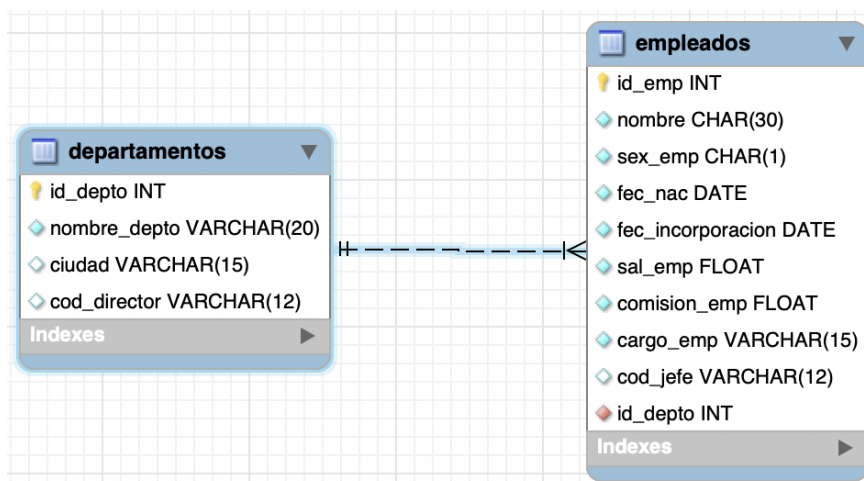 departamentos
id_depto INT
nombre_depto VARCHAR(20)
ciudad VARCHAR(15)
cod_director VARCHAR(12)
Indexes
empleados
id_emp INT
nombre CHAR(30)
sex_emp CHAR(1)
fec_nac DATE
fec_incorporacion DATE
sal_emp FLOAT
comision_emp FLOAT
cargo_emp VARCHAR(15)
cod_jefe VARCHAR(12)
id_depto INT
Indexes